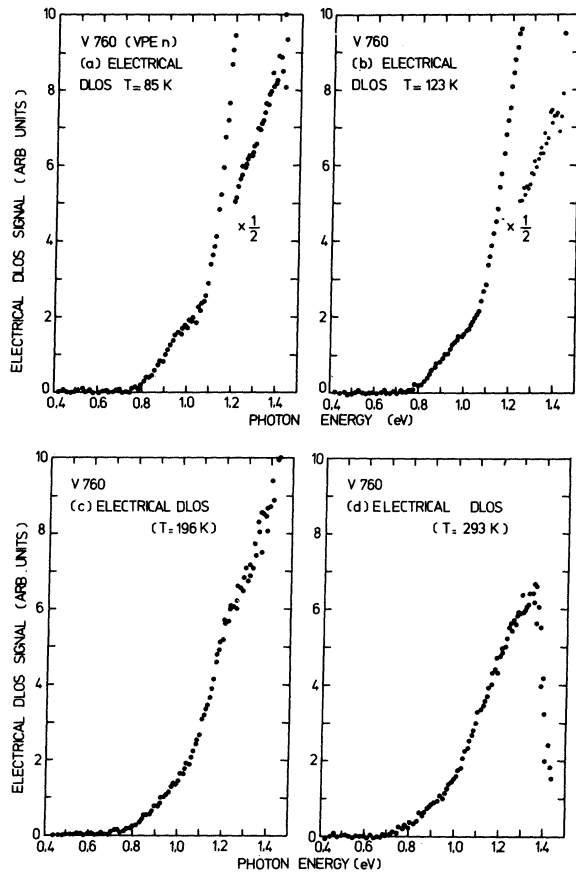 V 760 (VPE n)
(a) ELECTRICAL
DLOS T=85 K
× 1/2
V 760
(b) ELECTRICAL
DLOS T=123 K
× 1/2
ELECTRICAL DLOS SIGNAL (ARB UNITS)
10
8
6
4
2
0
0.4 0.6 0.8 1.0 1.2 1.4
10
8
6
4
2
0
0.4 0.6 0.8 1.0 1.2 1.4
PHOTON ENERGY (eV)
V 760
(c) ELECTRICAL DLOS
(T=196 K)
V 760
(d) ELECTRICAL DLOS
(T=293 K)
ELECTRICAL DLOS SIGNAL (ARB. UNITS)
10
8
6
4
2
0
0.4 0.6 0.8 1.0 1.2 1.4
10
8
6
4
2
0
0.4 0.6 0.8 1.0 1.2 1.4
PHOTON ENERGY (eV)